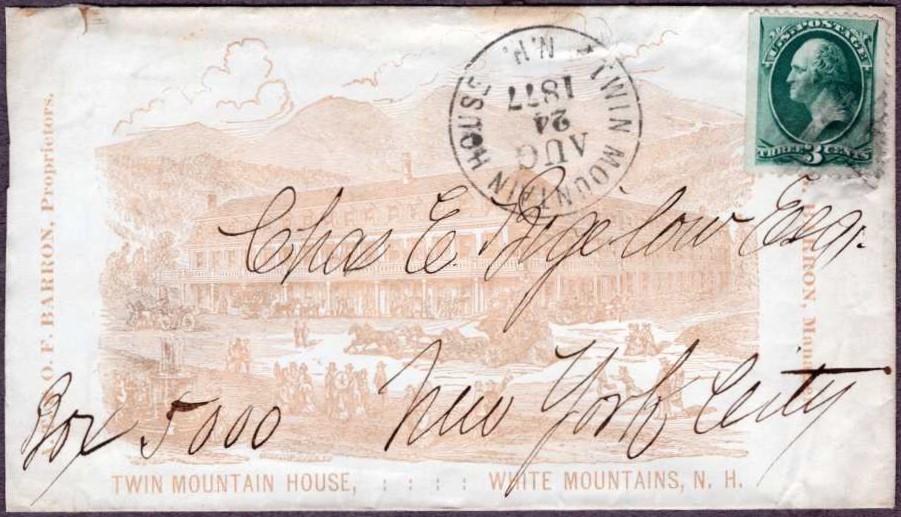 U.S. POSTAGE
THREE 3 CENTS
TWIN MOUNTAIN HOUSE
N.H.
AUG
24
1877
O. F. BARRON, Proprietors.
BARRON,
Chas E. Bigelow Esq.
Box 5000 New York City
TWIN MOUNTAIN HOUSE, : : : : WHITE MOUNTAINS, N. H.